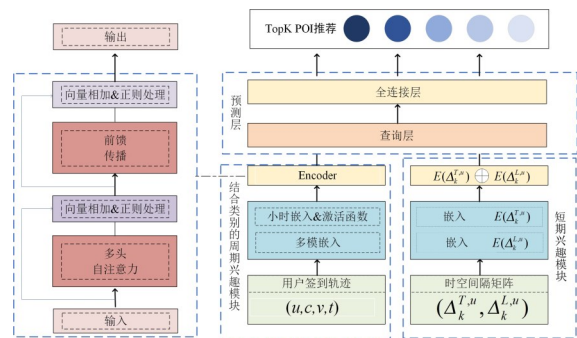 输出
向量相加&正则处理
前馈
传播
向量相加&正则处理
多头
自注意力
输入
TopK POI推荐
预测层
全连接层
查询层
结合类别的周期兴趣模块
Encoder
小时嵌入&激活函数
多模嵌入
用户签到轨迹
(u,c,v,t)
E(Δ_k^{T,u}) ⊕ E(Δ_k^{L,u})
嵌入 E(Δ_k^{T,u})
嵌入 E(Δ_k^{L,u})
时空间隔矩阵
(Δ_k^{T,u}, Δ_k^{L,u})
短期兴趣模块